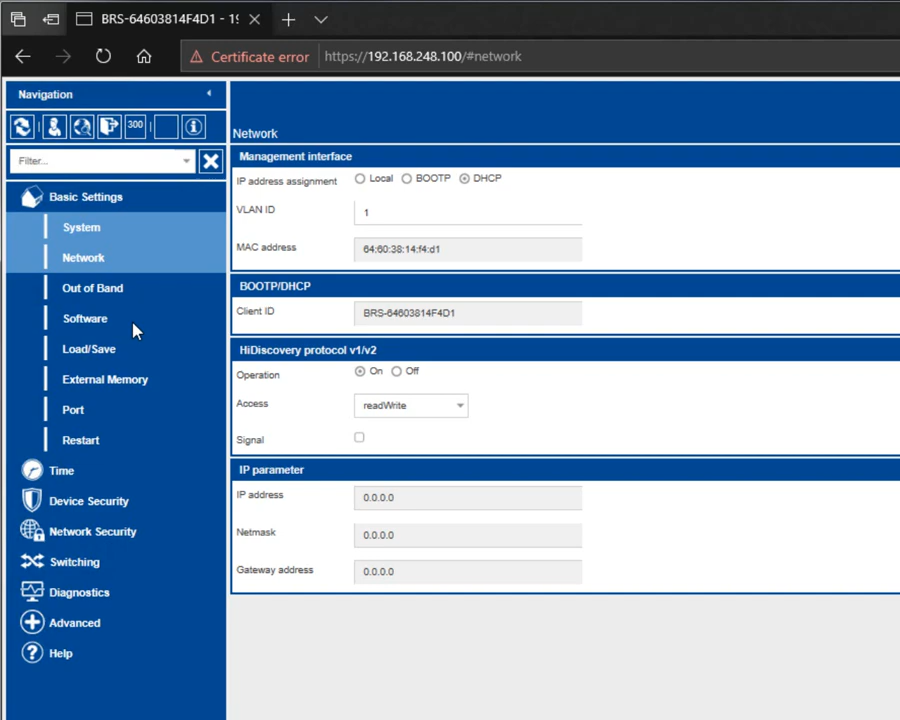 BRS-64603814F4D1 - 19
Certificate error
https://192.168.248.100/#network
Navigation
300
Filter...
Basic Settings
System
Network
Out of Band
Software
Load/Save
External Memory
Port
Restart
Time
Device Security
Network Security
Switching
Diagnostics
Advanced
Help
Network
Management interface
IP address assignment Local BOOTP DHCP
VLAN ID 1
MAC address 64:60:38:14:f4:d1
BOOTP/DHCP
Client ID BRS-64603814F4D1
HiDiscovery protocol v1/v2
Operation On Off
Access readWrite
Signal
IP parameter
IP address 0.0.0.0
Netmask 0.0.0.0
Gateway address 0.0.0.0